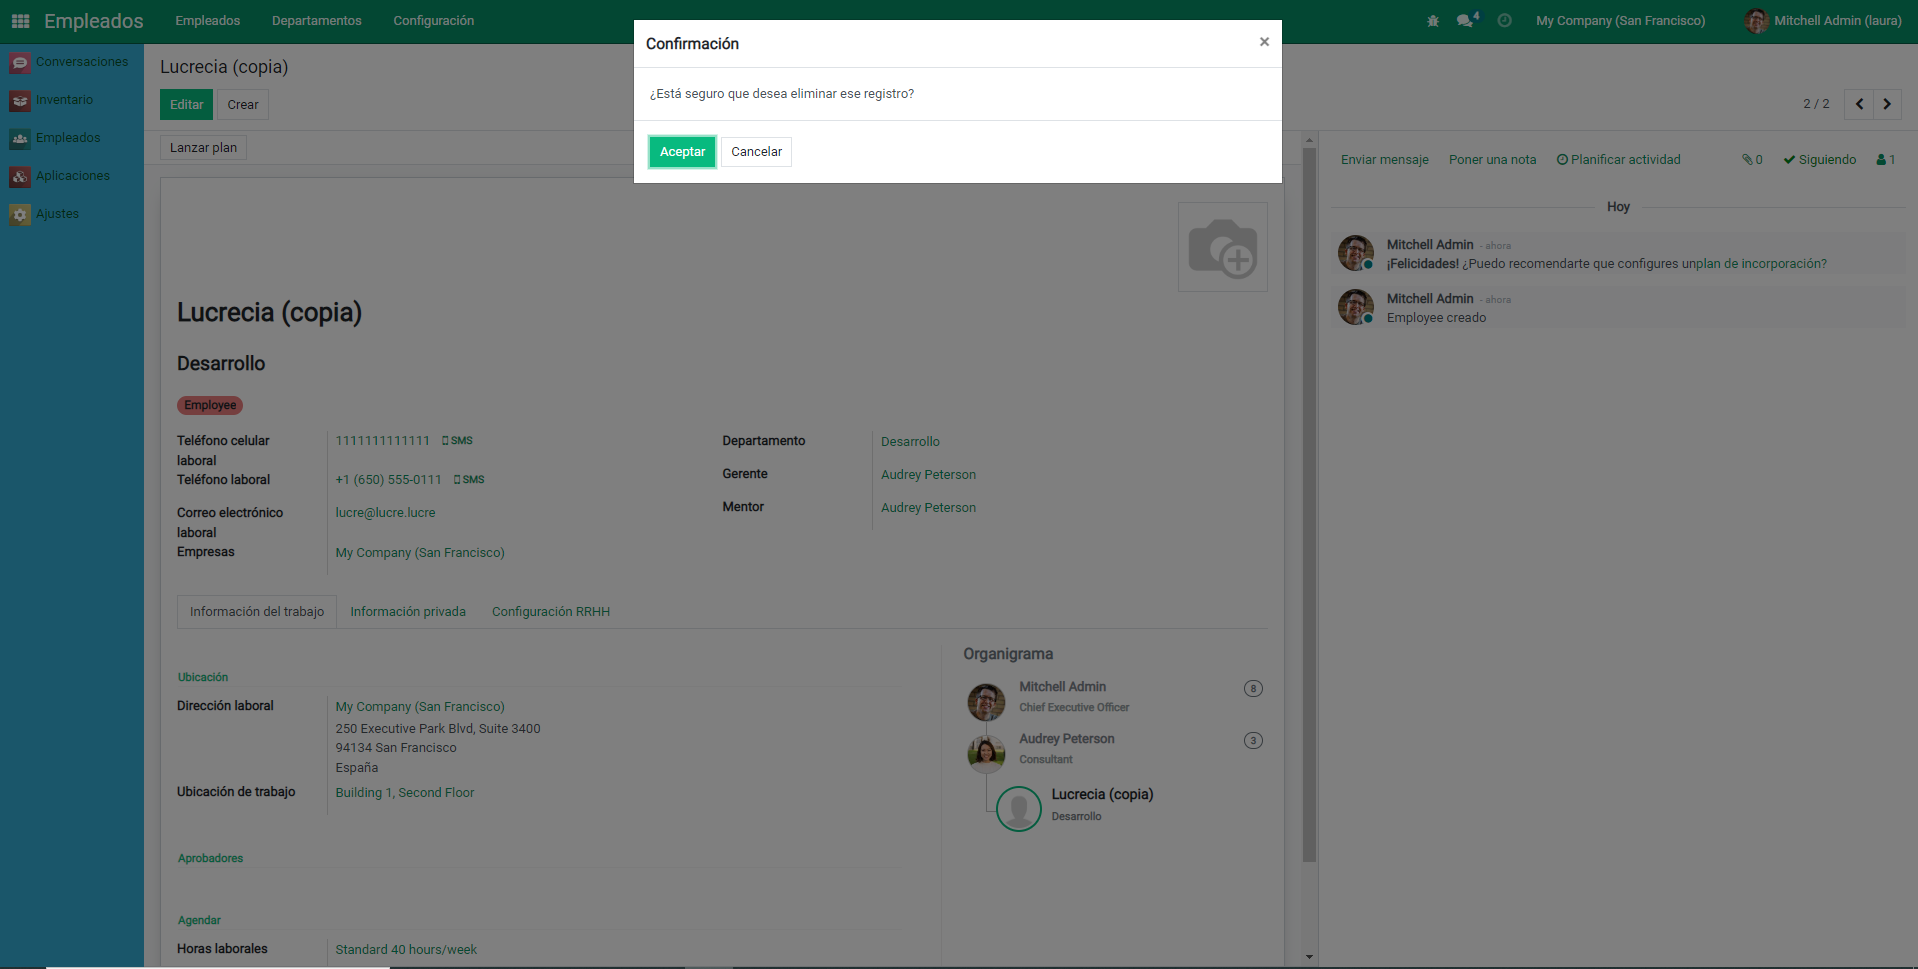 Empleados
Empleados Departamentos Configuración
4 My Company (San Francisco) Mitchell Admin (laura)
Conversaciones
Inventario
Empleados
Aplicaciones
Ajustes
Lucrecia (copia)
Editar Crear
2 / 2
Confirmación ×
¿Está seguro que desea eliminar ese registro?
Aceptar Cancelar
Lanzar plan
Lucrecia (copia)
Desarrollo
Employee
Teléfono celular laboral 1111111111111 SMS
Teléfono laboral +1 (650) 555-0111 SMS
Correo electrónico laboral lucre@lucre.lucre
Empresas My Company (San Francisco)
Departamento Desarrollo
Gerente Audrey Peterson
Mentor Audrey Peterson
Información del trabajo Información privada Configuración RRHH
Ubicación
Dirección laboral My Company (San Francisco)
250 Executive Park Blvd, Suite 3400
94134 San Francisco
España
Ubicación de trabajo Building 1, Second Floor
Aprobadores
Agendar
Horas laborales Standard 40 hours/week
Organigrama
Mitchell Admin 8
Chief Executive Officer
Audrey Peterson 3
Consultant
Lucrecia (copia)
Desarrollo
Enviar mensaje Poner una nota Planificar actividad 0 Siguiendo 1
Hoy
Mitchell Admin - ahora
¡Felicidades! ¿Puedo recomendarte que configures unplan de incorporación?
Mitchell Admin - ahora
Employee creado